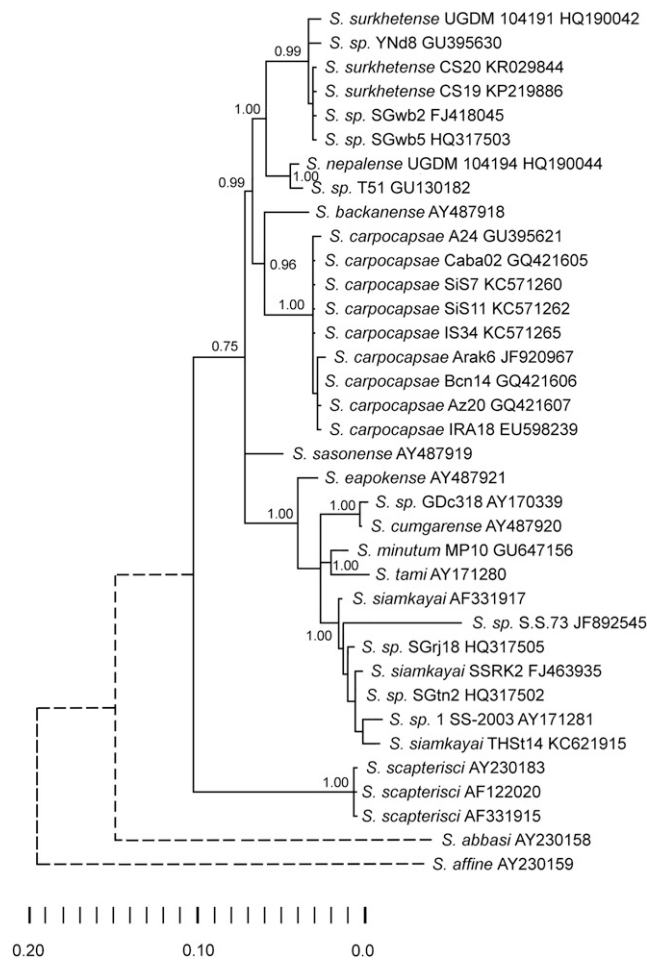 S. surkhetense UGDM 104191 HQ190042
S. sp. YNd8 GU395630
0.99
S. surkhetense CS20 KR029844
S. surkhetense CS19 KP219886
1.00
S. sp. SGwb2 FJ418045
S. sp. SGwb5 HQ317503
S. nepalense UGDM 104194 HQ190044
1.00
0.99
S. sp. T51 GU130182
S. backanense AY487918
S. carpocapsae A24 GU395621
S. carpocapsae Caba02 GQ421605
0.96
S. carpocapsae SiS7 KC571260
1.00
S. carpocapsae SiS11 KC571262
S. carpocapsae IS34 KC571265
0.75
S. carpocapsae Arak6 JF920967
S. carpocapsae Bcn14 GQ421606
S. carpocapsae Az20 GQ421607
S. carpocapsae IRA18 EU598239
S. sasonense AY487919
S. eapokense AY487921
S. sp. GDc318 AY170339
1.00
1.00
S. cumgarense AY487920
S. minutum MP10 GU647156
1.00
S. tami AY171280
S. siamkayai AF331917
S. sp. S.S.73 JF892545
1.00
S. sp. SGrj18 HQ317505
S. siamkayai SSRK2 FJ463935
S. sp. SGtn2 HQ317502
S. sp. 1 SS-2003 AY171281
S. siamkayai THSt14 KC621915
S. scapterisci AY230183
1.00
S. scapterisci AF122020
S. scapterisci AF331915
S. abbasi AY230158
S. affine AY230159
0.20 0.10 0.0